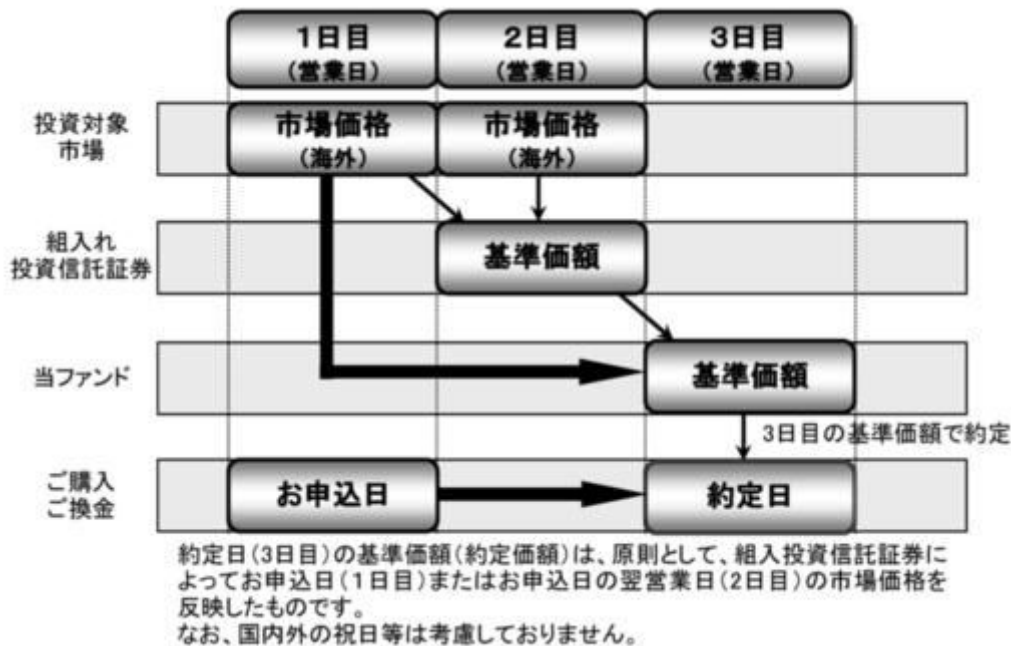 1日目
(営業日)
2日目
(営業日)
3日目
(営業日)
投資対象
市場
市場価格
(海外)
市場価格
(海外)
組入れ
投資信託証券
基準価額
当ファンド
基準価額
3日目の基準価額で約定
ご購入
ご換金
お申込日
約定日
約定日(3日目)の基準価額(約定価額)は、原則として、組入投資信託証券に
よってお申込日(1日目)またはお申込日の翌営業日(2日目)の市場価格を
反映したものです。
なお、国内外の祝日等は考慮しておりません。